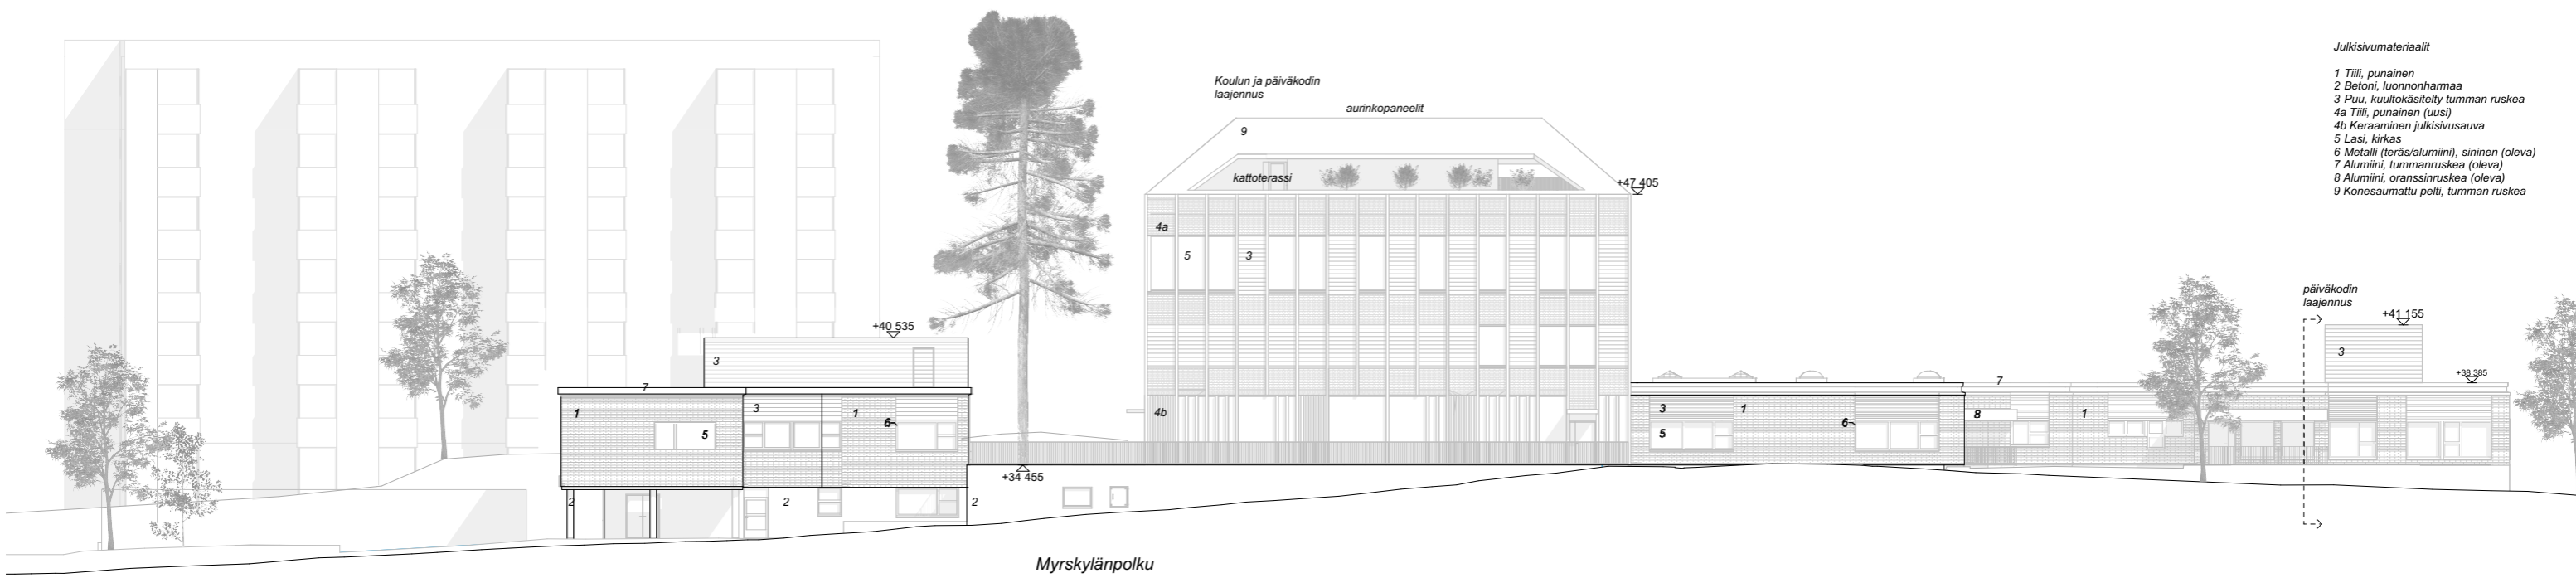 Julkisivumateriaalit
1 Tiili, punainen
2 Betoni, luonnonharmaa
3 Puu, kuultokäsitelty tumman ruskea
4a Tiili, punainen (uusi)
4b Keraaminen julkisivusauva
5 Lasi, kirkas
6 Metalli (teräs/alumiini), sininen (oleva)
7 Alumiini, tummanruskea (oleva)
8 Alumiini, oranssinruskea (oleva)
9 Konesaumattu pelti, tumman ruskea
Koulun ja päiväkodin
laajennus
aurinkopaneelit
9
kattoterassi
+47 405
4a
5
3
4b
+40 535
3
7
1
3
1
6
5
2
2
2
+34 455
3
1
5
6
7
8
1
päiväkodin
laajennus
+41 155
3
+38 385
Myrskylänpolku